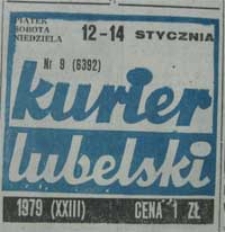 PIĄTEK
SOBOTA
NIEDZIELA
12-14 STYCZNIA
Nr 9 (6392)
kurier
lubelski
1979 (XXIII) CENA 1 ZŁ